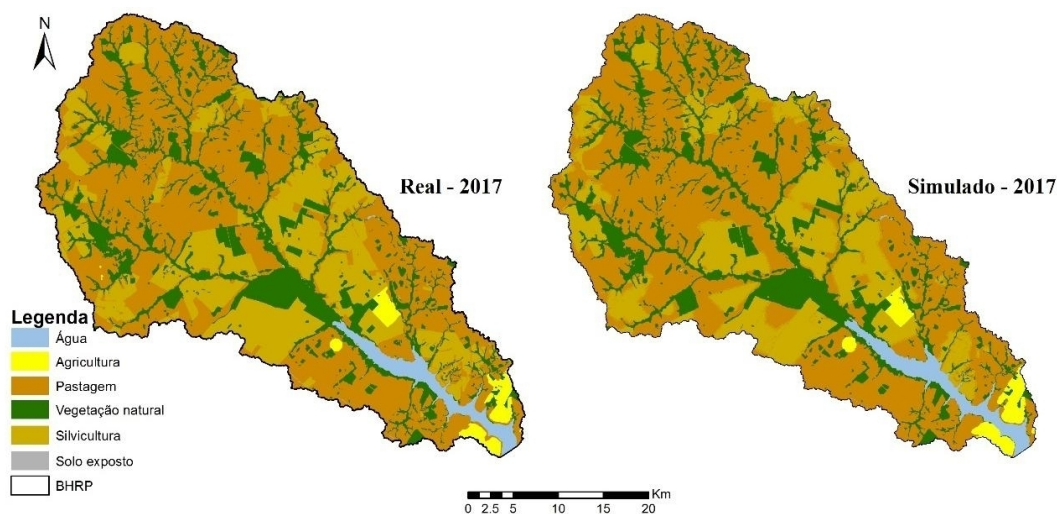 N
Real - 2017
Simulado - 2017
Legenda
Água
Agricultura
Pastagem
Vegetação natural
Silvicultura
Solo exposto
BHRP
Km
0 2.5 5 10 15 20